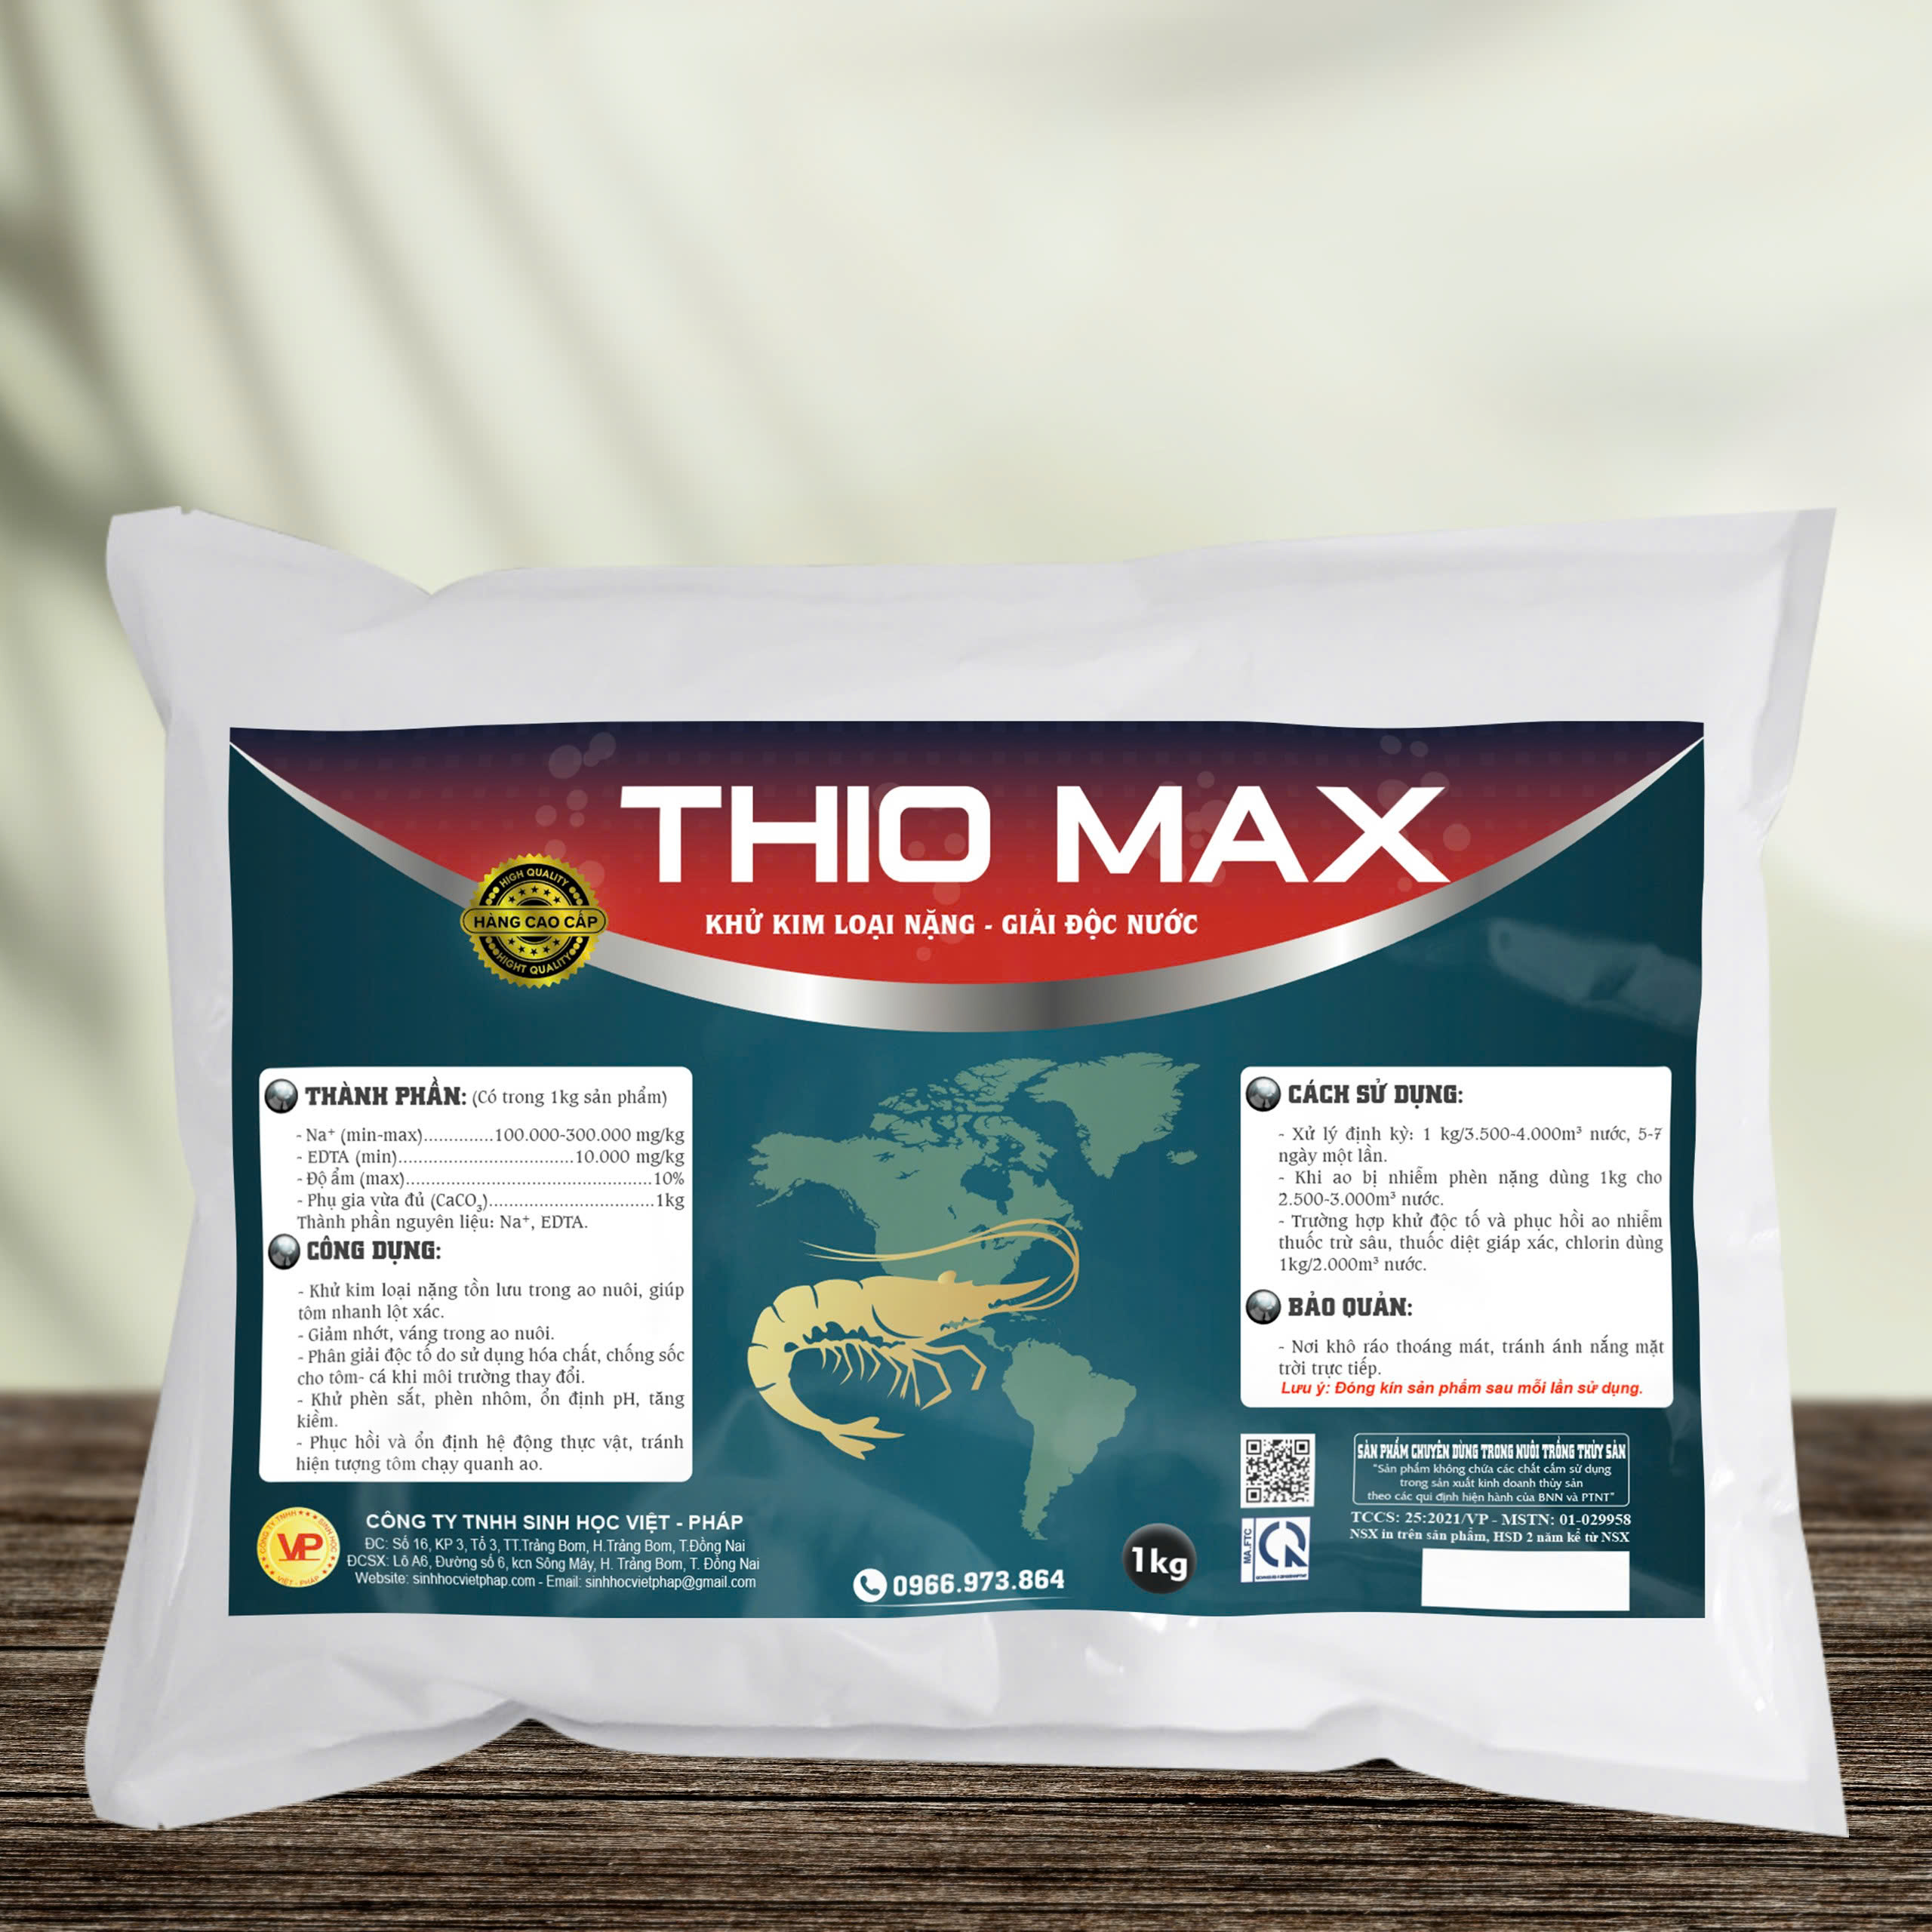 THIO MAX
KHỬ KIM LOẠI NẶNG - GIẢI ĐỘC NƯỚC
HIGH QUALITY
HÀNG CAO CẤP
HIGHT QUALITY
THÀNH PHẦN: (Có trong 1kg sản phẩm)
- Na⁺ (min-max)..............100.000-300.000 mg/kg
- EDTA (min)..................................10.000 mg/kg
- Độ ẩm (max)................................................10%
- Phụ gia vừa đủ (CaCO₃)................................1kg
Thành phần nguyên liệu: Na⁺, EDTA.
CÔNG DỤNG:
- Khử kim loại nặng tồn lưu trong ao nuôi, giúp
tôm nhanh lột xác.
- Giảm nhớt, váng trong ao nuôi.
- Phân giải độc tố do sử dụng hóa chất, chống sốc
cho tôm- cá khi môi trường thay đổi.
- Khử phèn sắt, phèn nhôm, ổn định pH, tăng
kiềm.
- Phục hồi và ổn định hệ động thực vật, tránh
hiện tượng tôm chạy quanh ao.
CÁCH SỬ DỤNG:
- Xử lý định kỳ: 1 kg/3.500-4.000m³ nước, 5-7
ngày một lần.
- Khi ao bị nhiễm phèn nặng dùng 1kg cho
2.500-3.000m³ nước.
- Trường hợp khử độc tố và phục hồi ao nhiễm
thuốc trừ sâu, thuốc diệt giáp xác, chlorin dùng
1kg/2.000m³ nước.
BẢO QUẢN:
- Nơi khô ráo thoáng mát, tránh ánh nắng mặt
trời trực tiếp.
Lưu ý: Đóng kín sản phẩm sau mỗi lần sử dụng.
CÔNG TY TNHH SINH HỌC
VP
VIỆT - PHÁP
CÔNG TY TNHH SINH HỌC VIỆT - PHÁP
ĐC: Số 16, KP 3, Tổ 3, TT.Trảng Bom, H.Trảng Bom, T.Đồng Nai
ĐCSX: Lô A6, Đường số 6, kcn Sông Mây, H. Trảng Bom, T. Đồng Nai
Website: sinhhocvietphap.com - Email: sinhhocvietphap@gmail.com
0966.973.864
1kg
MA.FTC
SẢN PHẨM CHUYÊN DÙNG TRONG NUÔI TRỒNG THỦY SẢN
"Sản phẩm không chứa các chất cấm sử dụng
trong sản xuất kinh doanh thủy sản
theo các qui định hiện hành của BNN và PTNT"
TCCS: 25:2021/VP - MSTN: 01-029958
NSX in trên sản phẩm, HSD 2 năm kể từ NSX